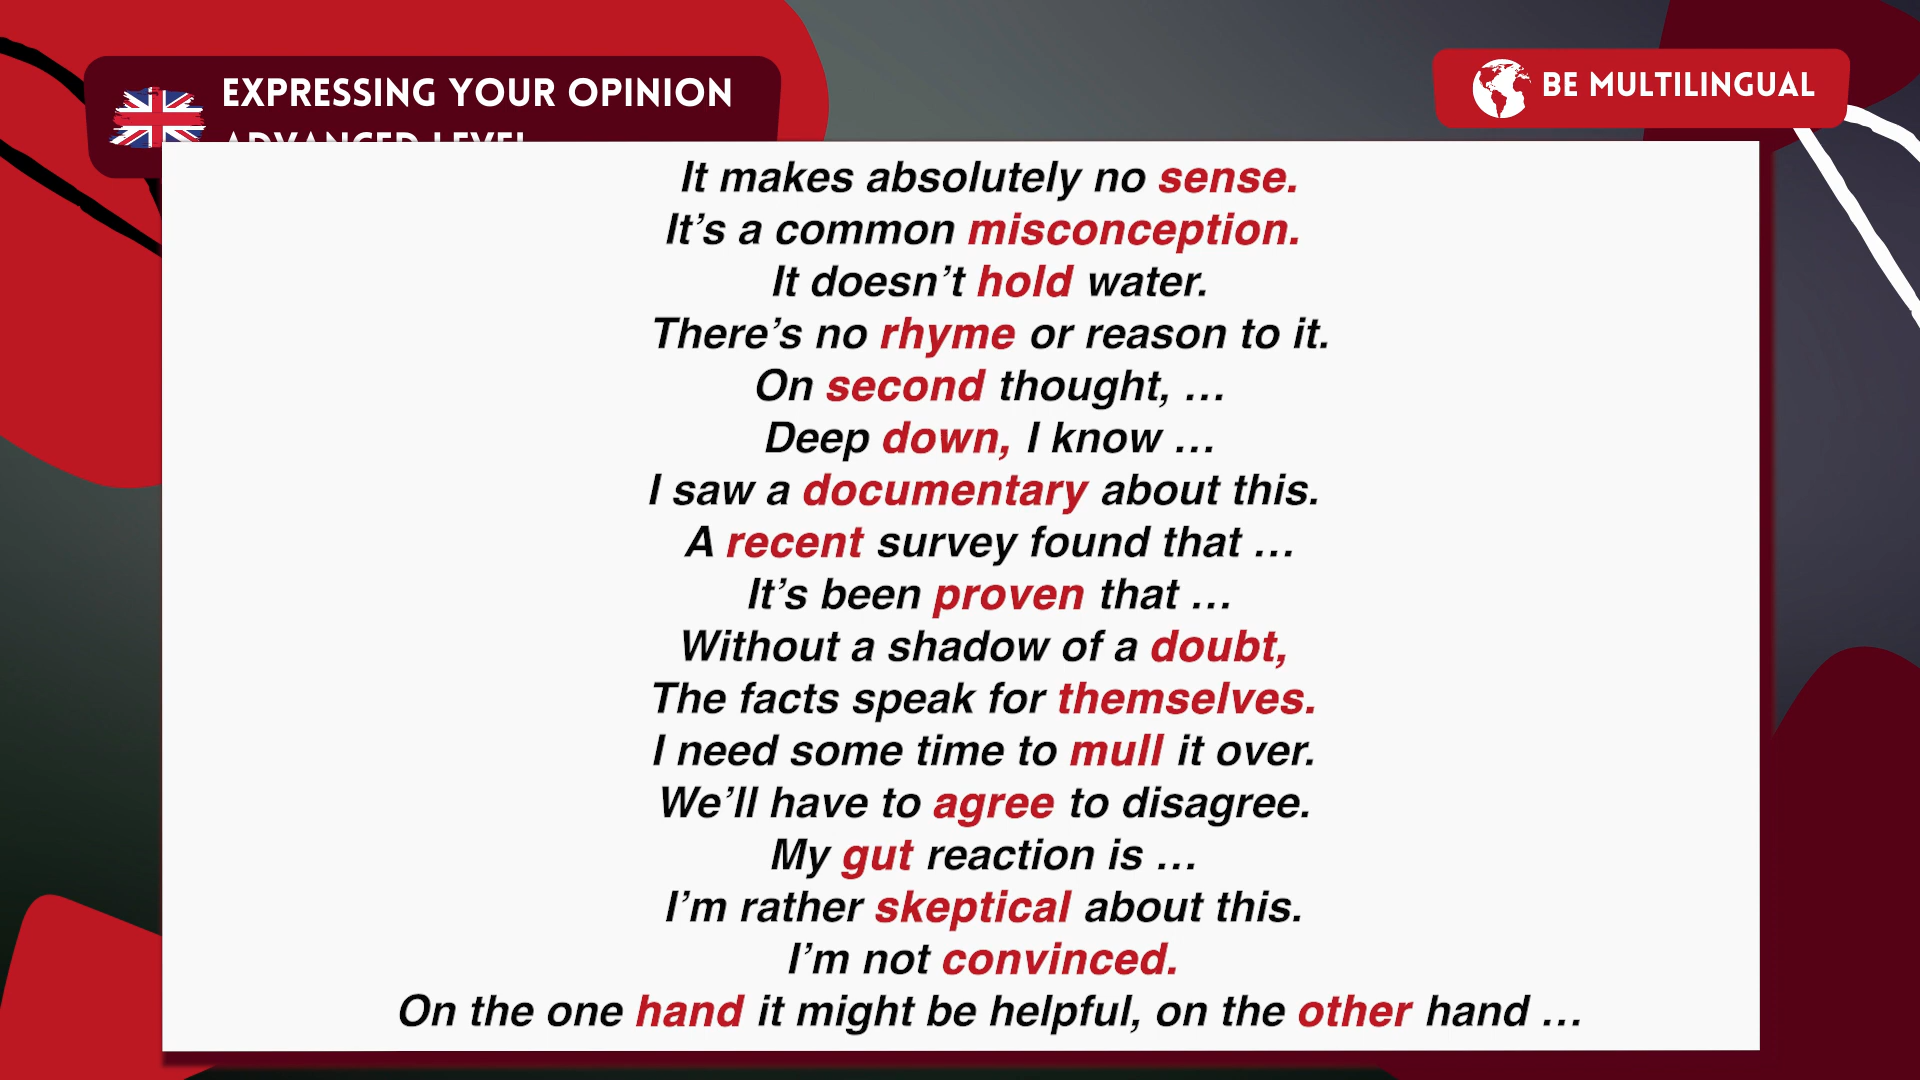 EXPRESSING YOUR OPINION
ADVANCED LEVEL
BE MULTILINGUAL
It makes absolutely no sense.
It’s a common misconception.
It doesn’t hold water.
There’s no rhyme or reason to it.
On second thought, …
Deep down, I know …
I saw a documentary about this.
A recent survey found that …
It’s been proven that …
Without a shadow of a doubt,
The facts speak for themselves.
I need some time to mull it over.
We’ll have to agree to disagree.
My gut reaction is …
I’m rather skeptical about this.
I’m not convinced.
On the one hand it might be helpful, on the other hand …